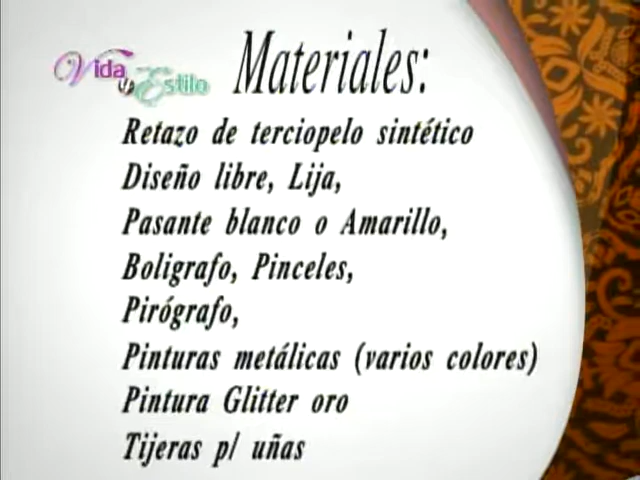 Vida y Estilo
Materiales:
Retazo de terciopelo sintético
Diseño libre, Lija,
Pasante blanco o Amarillo,
Boligrafo, Pinceles,
Pirógrafo,
Pinturas metálicas (varios colores)
Pintura Glitter oro
Tijeras p/ uñas